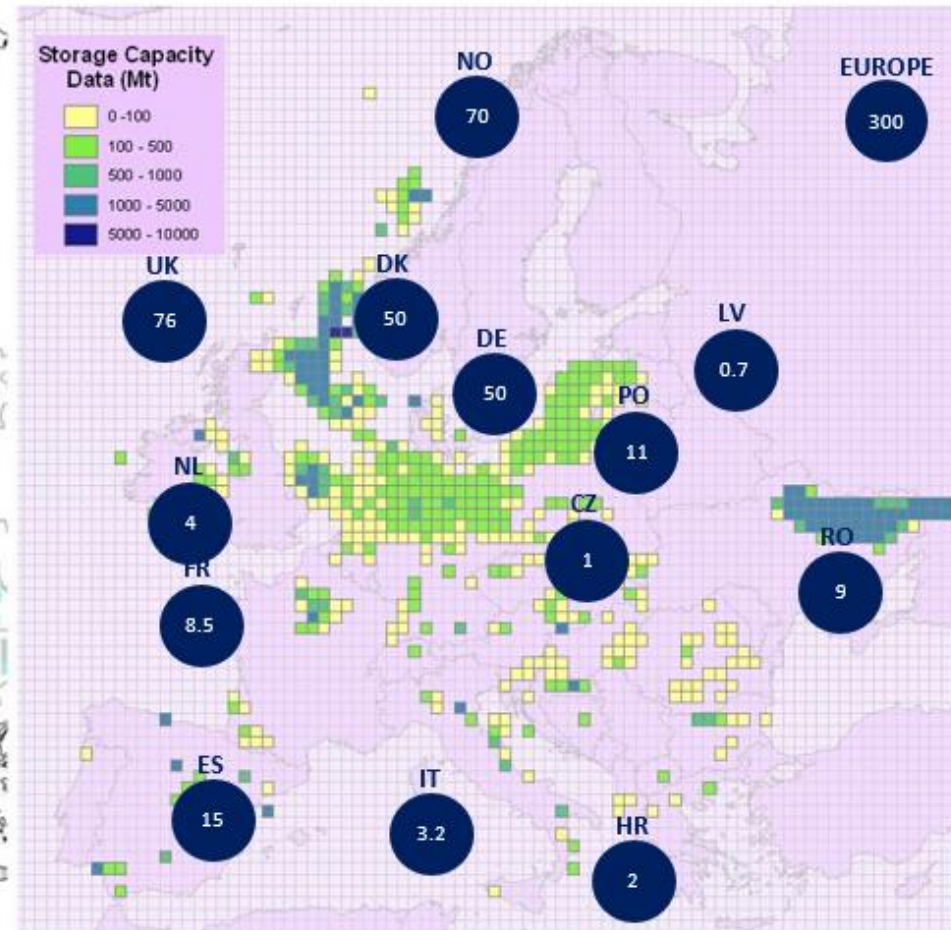 Storage Capacity
Data (Mt)
0 -100
100 - 500
500 - 1000
1000 - 5000
5000 - 10000
NO
70
EUROPE
300
UK
76
DK
50
DE
50
LV
0.7
PO
11
NL
4
CZ
1
RO
9
FR
8.5
ES
15
IT
3.2
HR
2